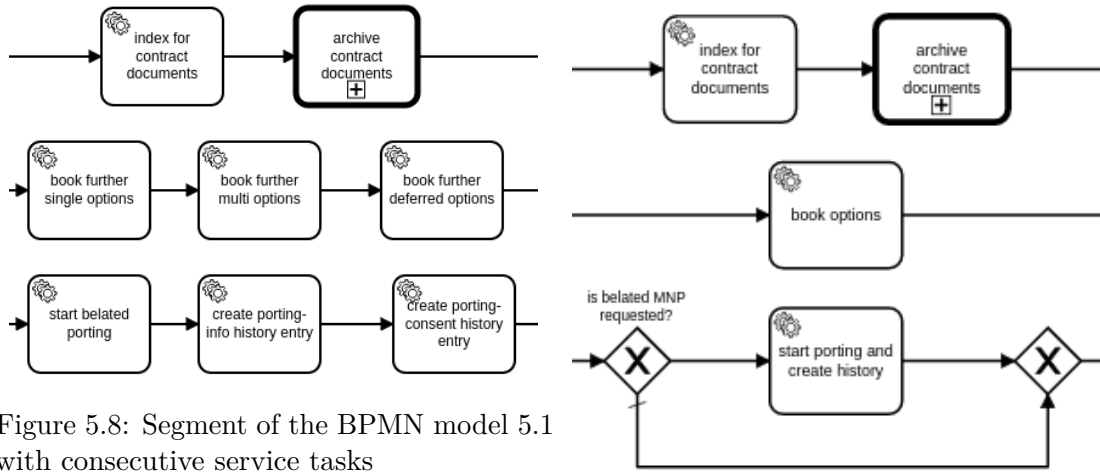 index for
contract
documents
archive
contract
documents
book further
single options
book further
multi options
book further
deferred options
start belated
porting
create porting-
info history entry
create porting-
consent history
entry
Figure 5.8: Segment of the BPMN model 5.1
with consecutive service tasks
index for
contract
documents
archive
contract
documents
book options
is belated MNP
requested?
start porting and
create history